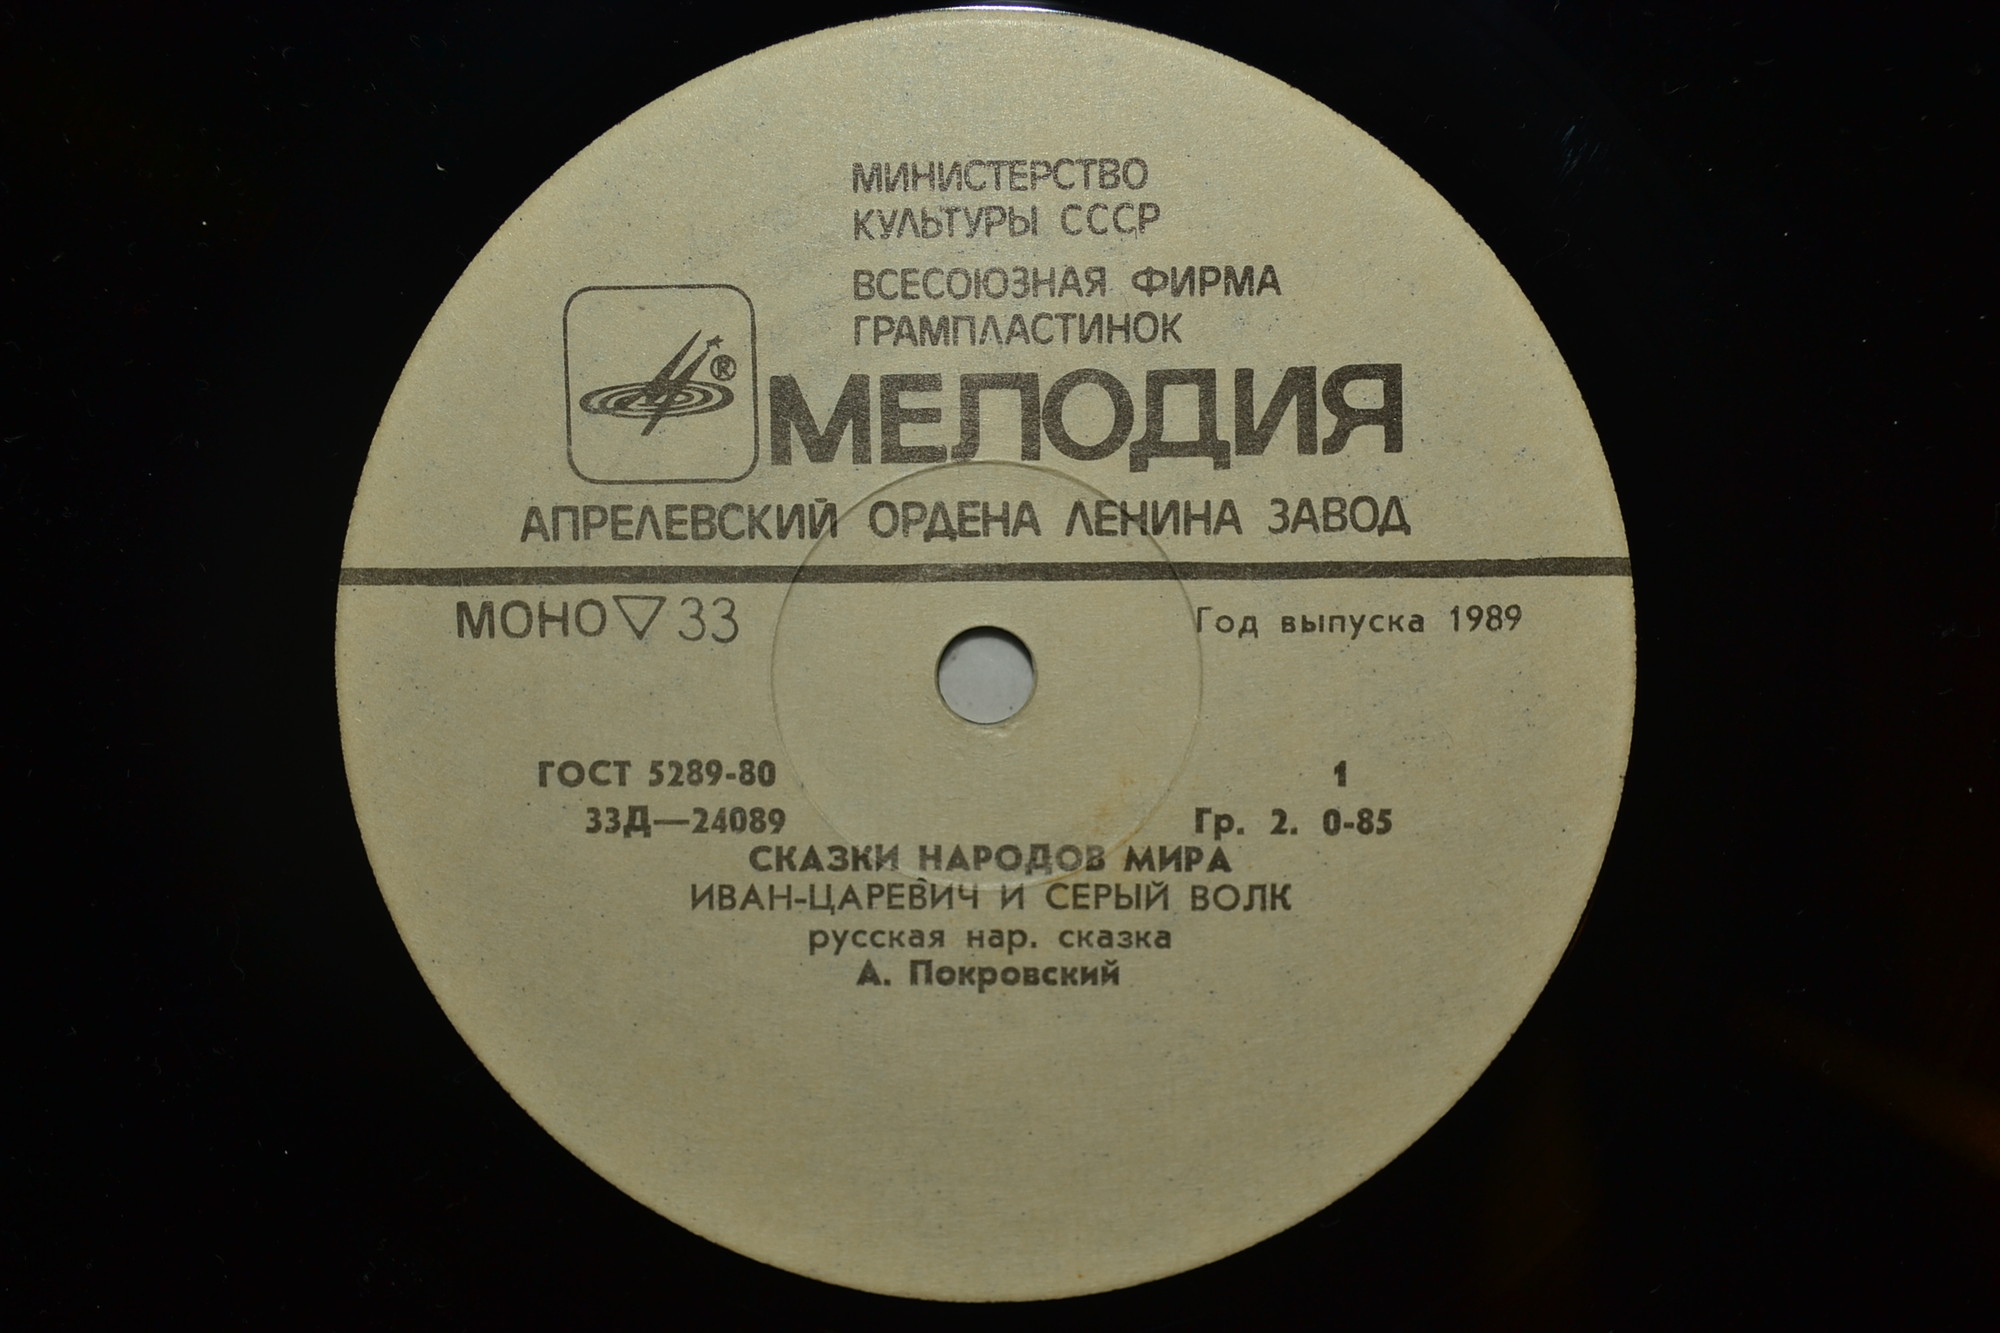 МИНИСТЕРСТВО
КУЛЬТУРЫ СССР
ВСЕСОЮЗНАЯ ФИРМА
ГРАМПЛАСТИНОК
®
МЕЛОДИЯ
АПРЕЛЕВСКИЙ ОРДЕНА ЛЕНИНА ЗАВОД
МОНО ▽ 33
Год выпуска 1989
ГОСТ 5289-80
1
33Д—24089
Гр. 2. 0-85
СКАЗКИ НАРОДОВ МИРА
ИВАН-ЦАРЕВИЧ И СЕРЫЙ ВОЛК
русская нар. сказка
А. Покровский